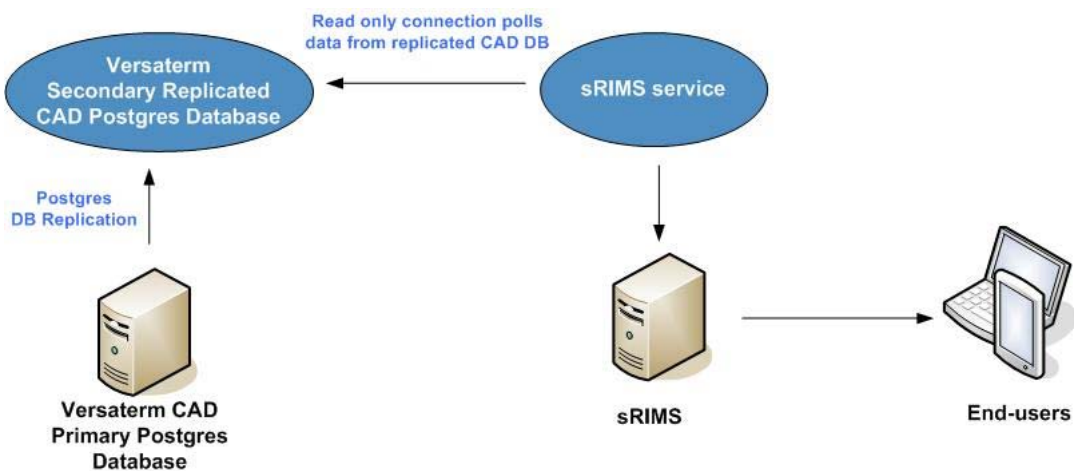 Read only connection polls
data from replicated CAD DB
Versaterm
Secondary Replicated
CAD Postgres Database
sRIMS service
Postgres
DB Replication
Versaterm CAD
Primary Postgres
Database
sRIMS
End-users